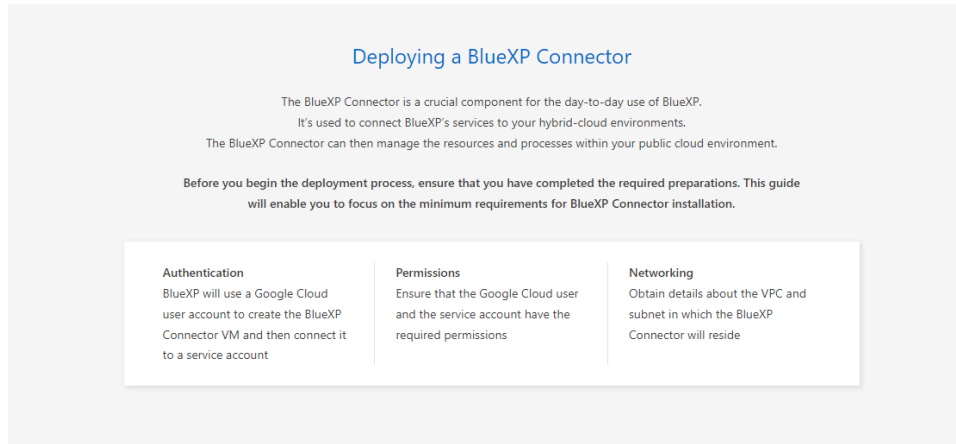 Deploying a BlueXP Connector
The BlueXP Connector is a crucial component for the day-to-day use of BlueXP.
It's used to connect BlueXP's services to your hybrid-cloud environments.
The BlueXP Connector can then manage the resources and processes within your public cloud environment.
Before you begin the deployment process, ensure that you have completed the required preparations. This guide
will enable you to focus on the minimum requirements for BlueXP Connector installation.
Authentication
BlueXP will use a Google Cloud
user account to create the BlueXP
Connector VM and then connect it
to a service account
Permissions
Ensure that the Google Cloud user
and the service account have the
required permissions
Networking
Obtain details about the VPC and
subnet in which the BlueXP
Connector will reside